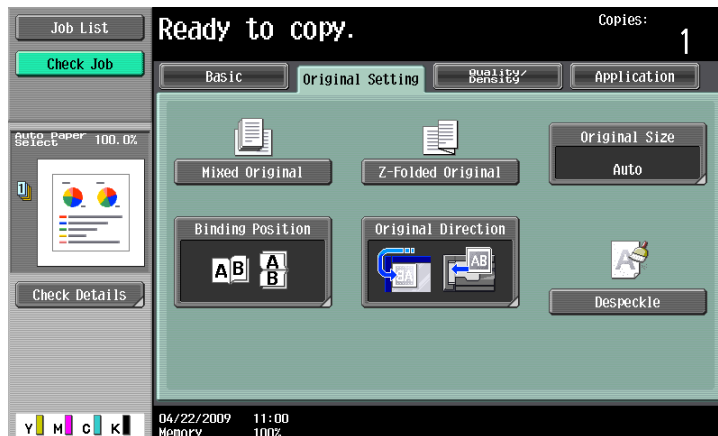 Job List
Check Job
Ready to copy.
Copies:
1
Basic
Original Setting
Quality/
Density
Application
Auto Paper
Select
100.0%
1
Mixed Original
Z-Folded Original
Original Size
Auto
Binding Position
A B
A
B
Original Direction
AB
Check Details
Despeckle
Y M C K
04/22/2009 11:00
Memory 100%